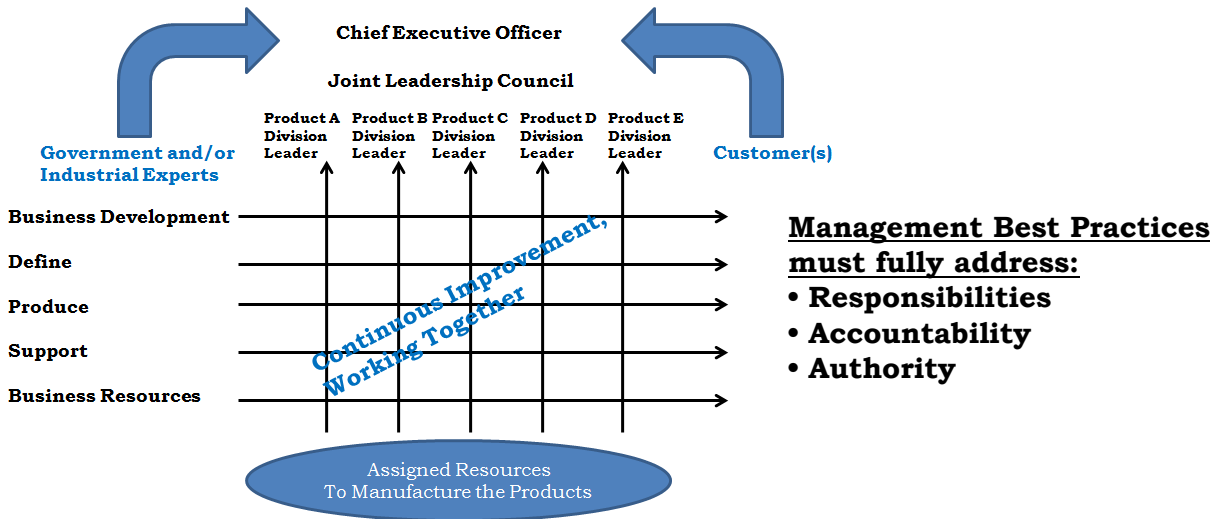 Chief Executive Officer
Joint Leadership Council
Product A
Division
Leader
Product B
Division
Leader
Product C
Division
Leader
Product D
Division
Leader
Product E
Division
Leader
Government and/or
Industrial Experts
Customer(s)
Business Development
Define
Produce
Support
Business Resources
Continuous Improvement,
Working Together
Assigned Resources
To Manufacture the Products
Management Best Practices
must fully address:
• Responsibilities
• Accountability
• Authority